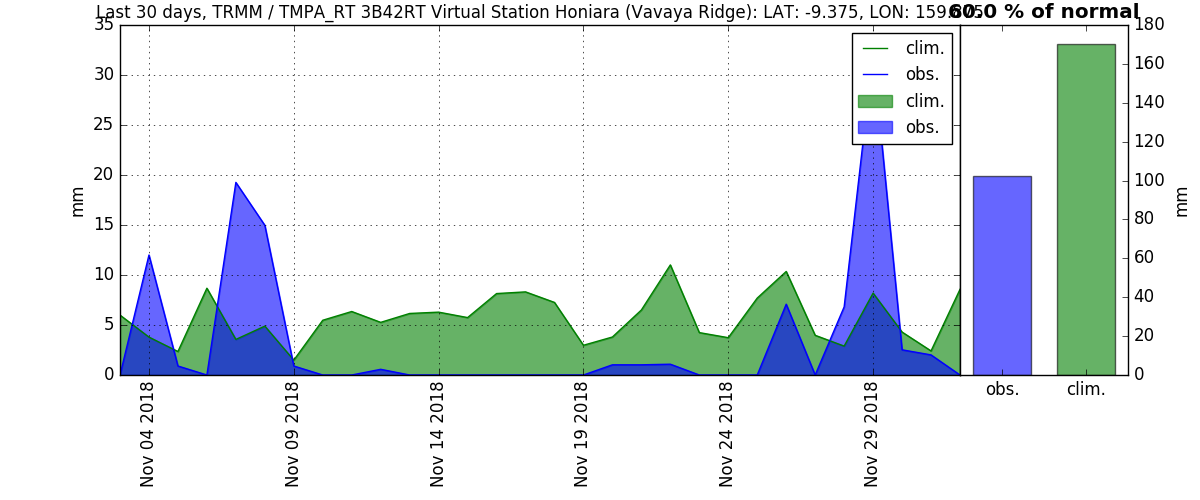 Last 30 days, TRMM / TMPA_RT 3B42RT Virtual Station Honiara (Vavaya Ridge): LAT: -9.375, LON:
60.0 % of normal
35
30
25
20
15
10
5
0
mm
clim.
obs.
clim.
obs.
Nov 04 2018
Nov 09 2018
Nov 14 2018
Nov 19 2018
Nov 24 2018
Nov 29 2018
180
160
140
120
100
80
60
40
20
0
mm
obs.
clim.